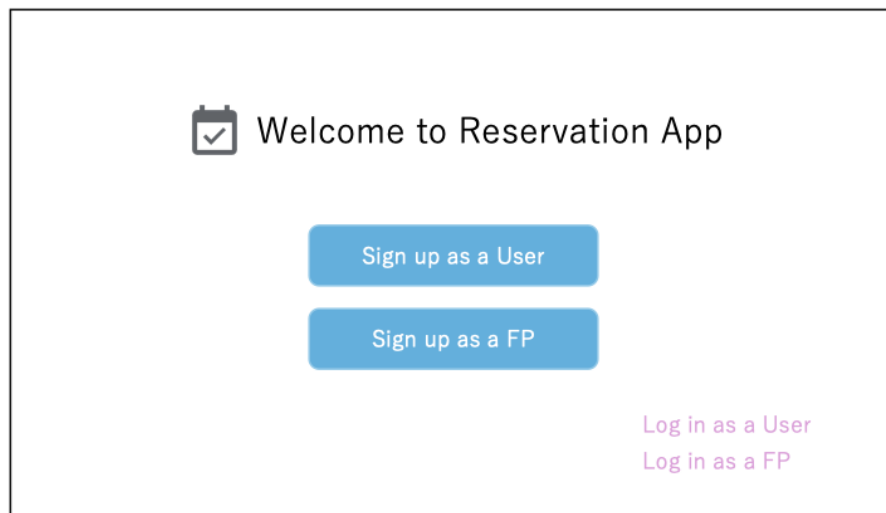 Welcome to Reservation App
Sign up as a User
Sign up as a FP
Log in as a User
Log in as a FP